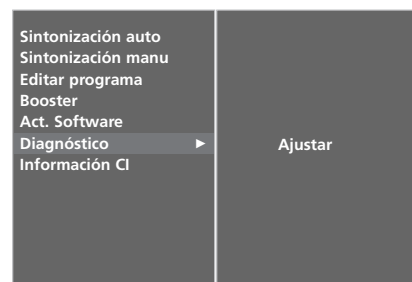 Sintonización auto
Sintonización manu
Editar programa
Booster
Act. Software
Diagnóstico ►
Información CI
Ajustar